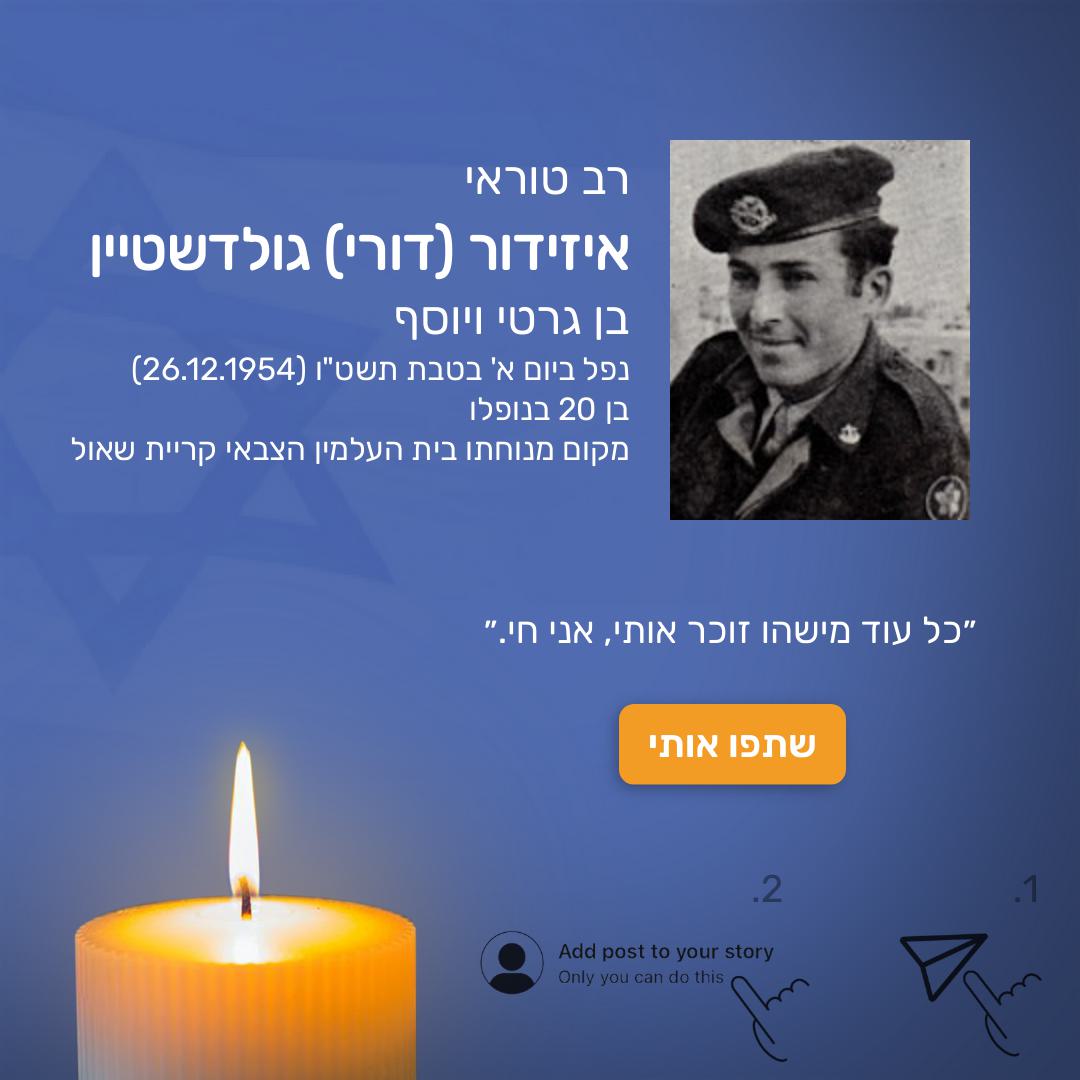 רב טוראי
איזידור (דורי) גולדשטיין
בן גרטי ויוסף
נפל ביום א' בטבת תשט"ו (26.12.1954)
בן 20 בנופלו
מקום מנוחתו בית העלמין הצבאי קריית שאול
״כל עוד מישהו זוכר אותי, אני חי.״
שתפו אותי
1.
2.
Add post to your story
Only you can do this